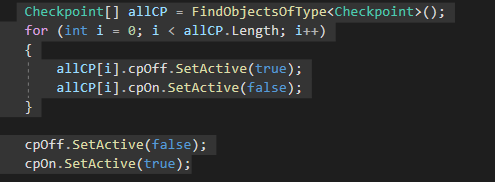 Checkpoint[] allCP = FindObjectsOfType<Checkpoint>();
for (int i = 0; i < allCP.Length; i++)
{
    allCP[i].cpOff.SetActive(true);
    allCP[i].cpOn.SetActive(false);
}

cpOff.SetActive(false);
cpOn.SetActive(true);